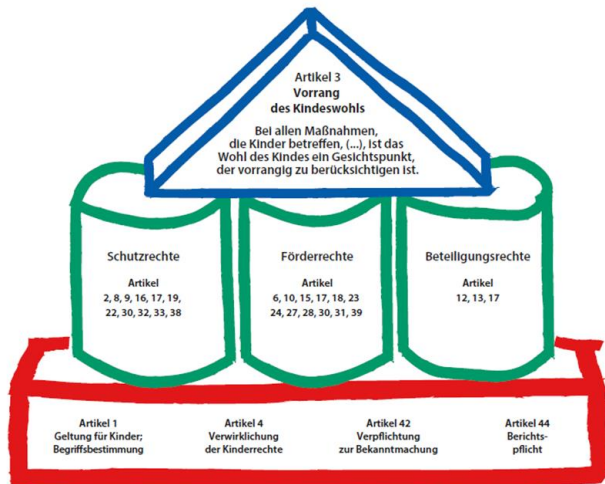 Artikel 3
Vorrang
des Kindeswohls
Bei allen Maßnahmen,
die Kinder betreffen, (...), ist das
Wohl des Kindes ein Gesichtspunkt,
der vorrangig zu berücksichtigen ist.
Schutzrechte
Artikel
2, 8, 9, 16, 17, 19,
22, 30, 32, 33, 38
Förderrechte
Artikel
6, 10, 15, 17, 18, 23
24, 27, 28, 30, 31, 39
Beteiligungsrechte
Artikel
12, 13, 17
Artikel 1
Geltung für Kinder;
Begriffsbestimmung
Artikel 4
Verwirklichung
der Kinderrechte
Artikel 42
Verpflichtung
zur Bekanntmachung
Artikel 44
Berichts-
pflicht